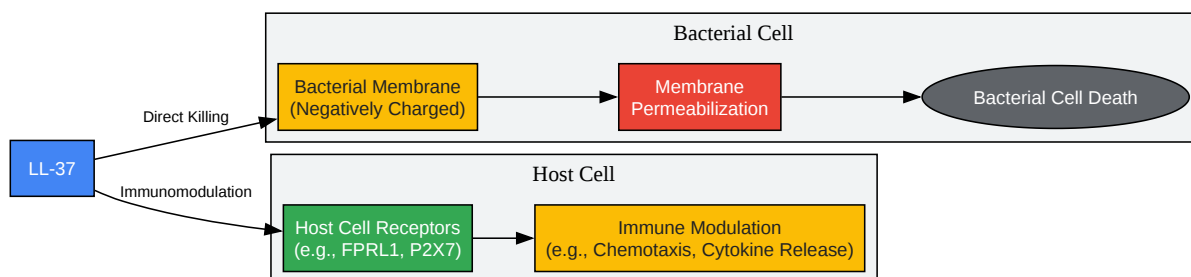 Bacterial Cell
Bacterial Membrane
(Negatively Charged)
Membrane
Permeabilization
Bacterial Cell Death
Direct Killing
LL-37
Immunomodulation
Host Cell
Host Cell Receptors
(e.g., FPRL1, P2X7)
Immune Modulation
(e.g., Chemotaxis, Cytokine Release)